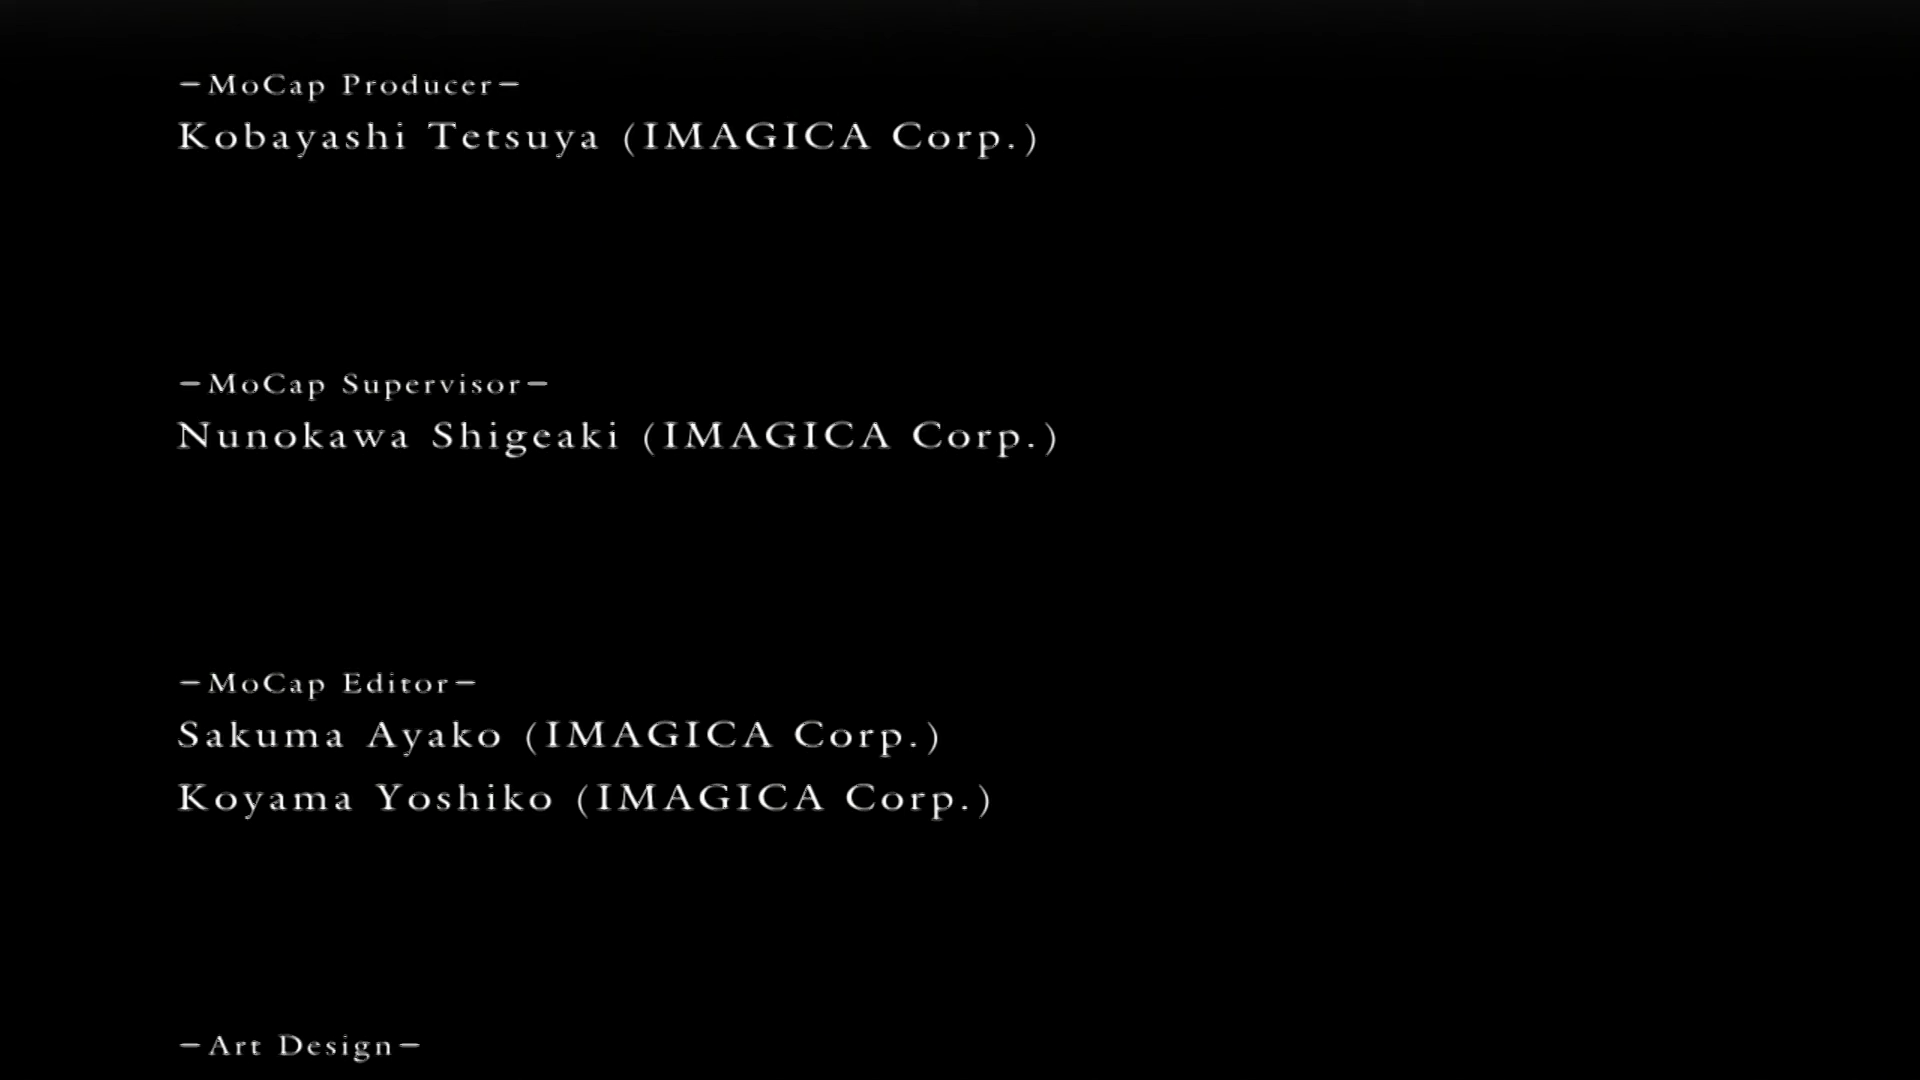 −MoCap Producer−
Kobayashi Tetsuya (IMAGICA Corp.)
−MoCap Supervisor−
Nunokawa Shigeaki (IMAGICA Corp.)
−MoCap Editor−
Sakuma Ayako (IMAGICA Corp.)
Koyama Yoshiko (IMAGICA Corp.)
−Art Design−